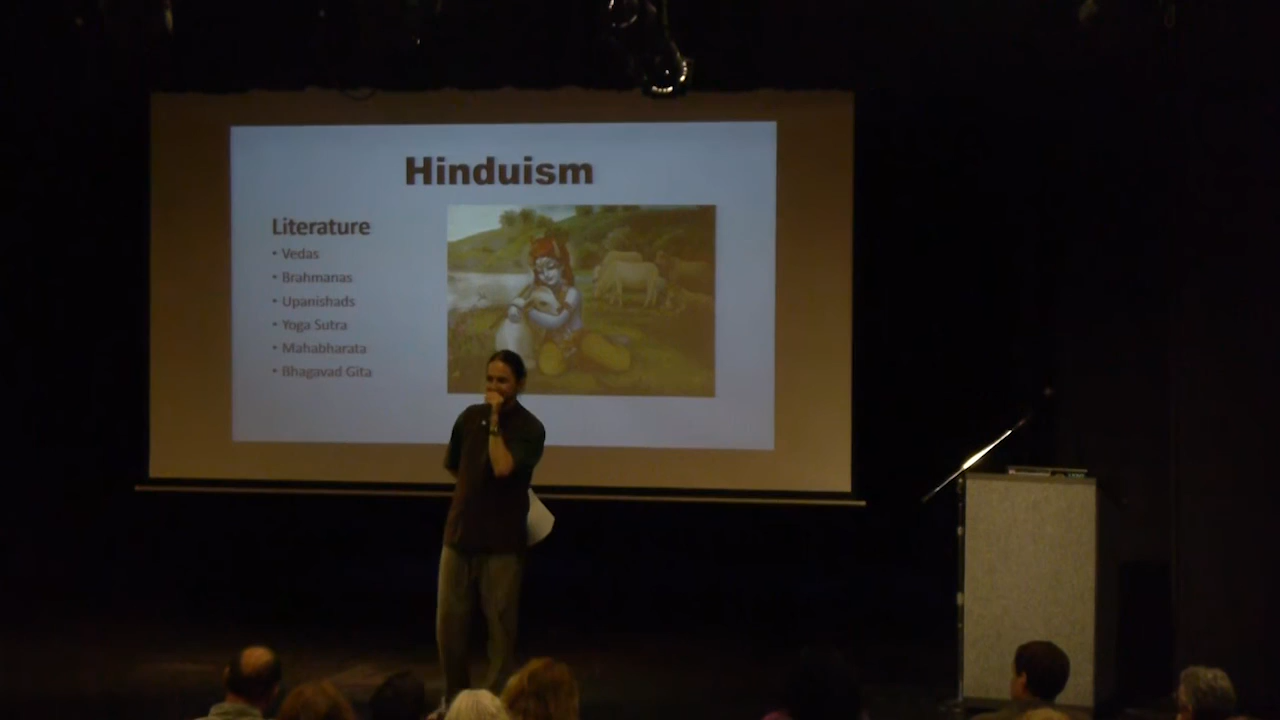 Hinduism
Literature
• Vedas
• Brahmanas
• Upanishads
• Yoga Sutra
• Mahabharata
• Bhagavad Gita